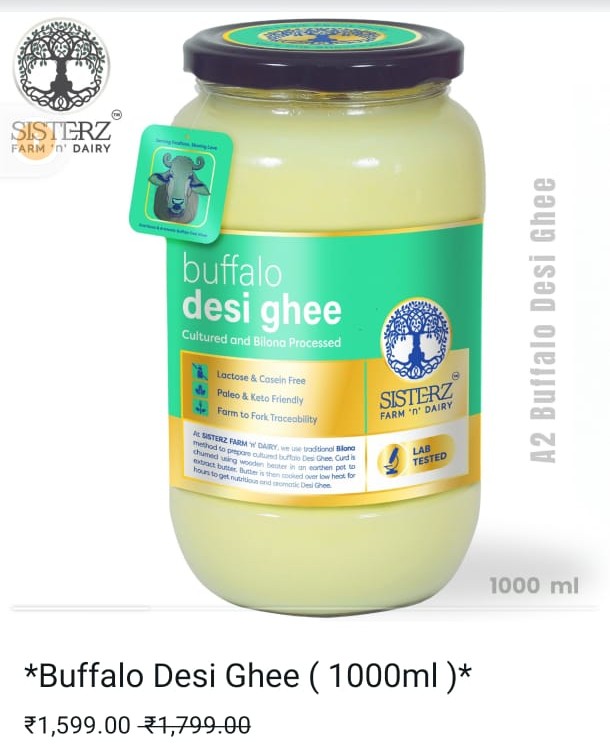 SISTERZ™
FARM 'n' DAIRY
buffalo
desi ghee
Cultured and Bilona Processed
Lactose & Casein Free
Paleo & Keto Friendly
Farm to Fork Traceability
SISTERZ™
FARM 'n' DAIRY
LAB
TESTED
At SISTERZ FARM 'n' DAIRY, we use traditional Bilona
method to prepare cultured buffalo Desi Ghee. Curd is
churned using wooden beater in an earthen pot to
extract butter. Butter is then cooked over low heat for
hours to get nutritious and aromatic Desi Ghee.
A2 Buffalo Desi Ghee
1000 ml
*Buffalo Desi Ghee ( 1000ml )*
₹1,599.00 ₹1,799.00